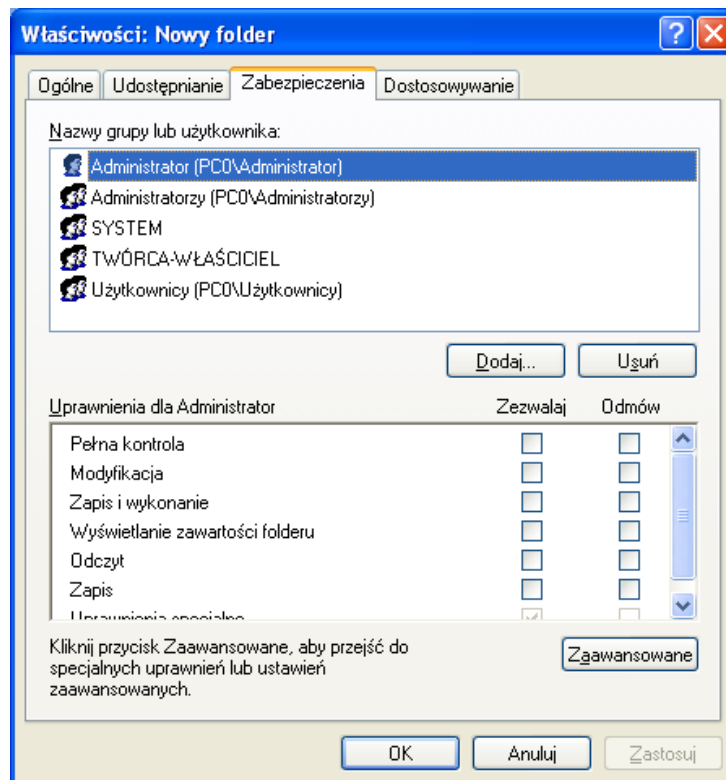 Właściwości: Nowy folder
Ogólne Udostępnianie Zabezpieczenia Dostosowywanie
Nazwy grupy lub użytkownika:
Administrator (PC0\Administrator)
Administratorzy (PC0\Administratorzy)
SYSTEM
TWÓRCA-WŁAŚCICIEL
Użytkownicy (PC0\Użytkownicy)
Dodaj... Usuń
Uprawnienia dla Administrator Zezwalaj Odmów
Pełna kontrola
Modyfikacja
Zapis i wykonanie
Wyświetlanie zawartości folderu
Odczyt
Zapis
Uprawnienia specjalne
Kliknij przycisk Zaawansowane, aby przejść do
specjalnych uprawnień lub ustawień
zaawansowanych.
Zaawansowane
OK Anuluj Zastosuj